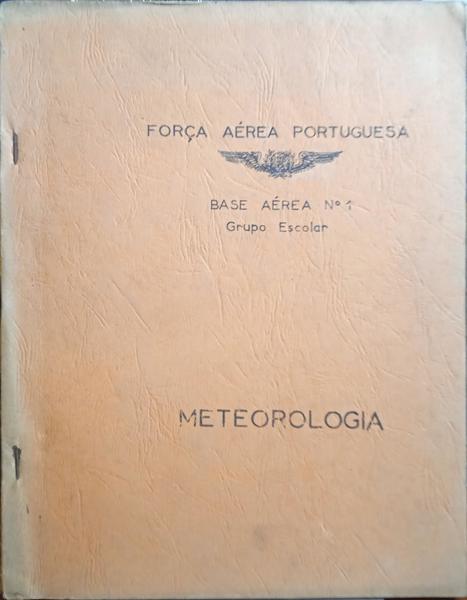 FORÇA AÉREA PORTUGUESA
BASE AÉREA Nº 1
Grupo Escolar
METEOROLOGIA